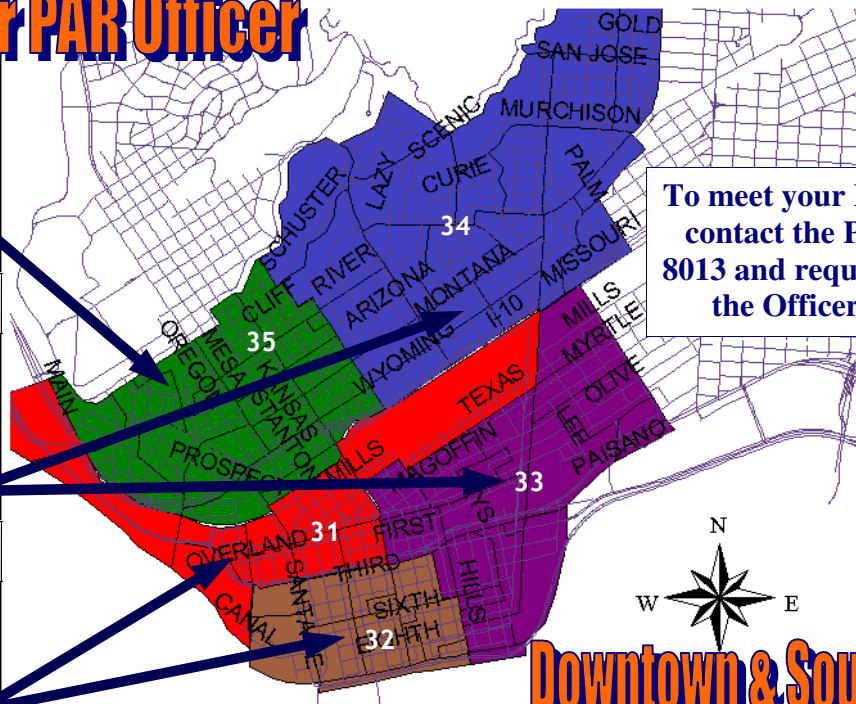 r PAR Officer
GOLD
SAN JOSE
MURCHISON
SCENIC
LAZY
CURIE
PALM
To meet your
contact the P
8013 and requ
the Officer
SCHUSTER
34
RIVER
ARIZONA
MONTANA
MISSOURI
I-10
WYOMING
CLIFF
35
OREGON
MESA
KANSAS
STANTON
MAIN
PROSPECT
MILLS
TEXAS
MILLS
MYRTLE
OLIVE
LEE
PAISANO
MAGOFFIN
YS
33
31
FIRST
OVERLAND
THIRD
SANTA
CANAL
SIXTH
HILLS
32
N
W
E
Downtown & Sou